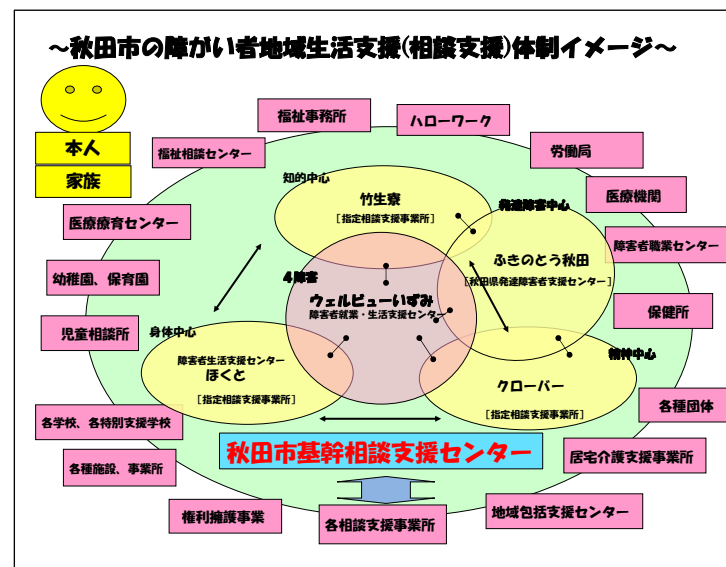 ～秋田市の障がい者地域生活支援(相談支援)体制イメージ～
本人
家族
福祉事務所
ハローワーク
福祉相談センター
労働局
医療療育センター
医療機関
幼稚園、保育園
障害者職業センター
児童相談所
保健所
各学校、各特別支援学校
各種団体
各種施設、事業所
居宅介護支援事業所
権利擁護事業
各相談支援事業所
地域包括支援センター
知的中心
竹生寮
[指定相談支援事業所]
発達障害中心
ふきのとう秋田
[秋田県発達障害者支援センター]
4障害
ウェルビューいずみ
障害者就業・生活支援センター
身体中心
障害者生活支援センター
ほくと
[指定相談支援事業所]
精神中心
クローバー
[指定相談支援事業所]
秋田市基幹相談支援センター